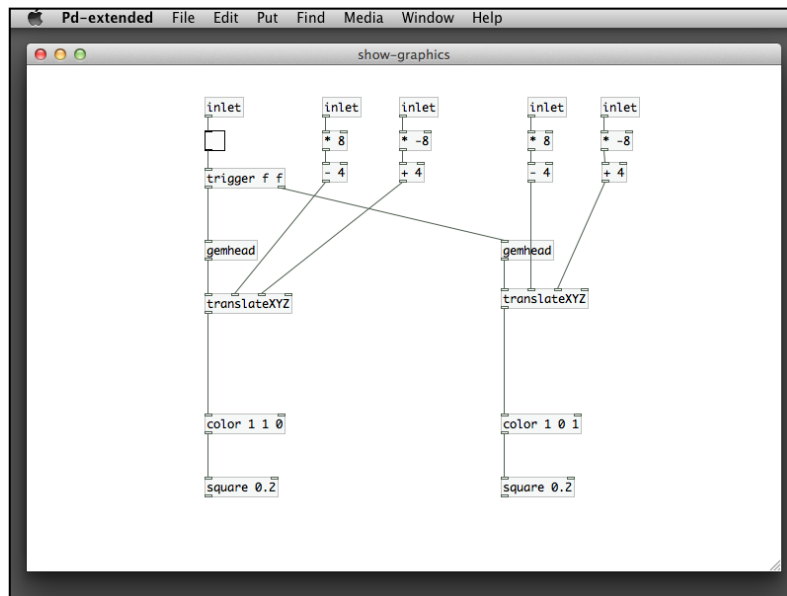 Pd-extended File Edit Put Find Media Window Help
show-graphics
inlet inlet inlet inlet inlet
* 8 * -8 * 8 * -8
trigger f f - 4 + 4 - 4 + 4
gemhead gemhead
translateXYZ translateXYZ
color 1 1 0 color 1 0 1
square 0.2 square 0.2